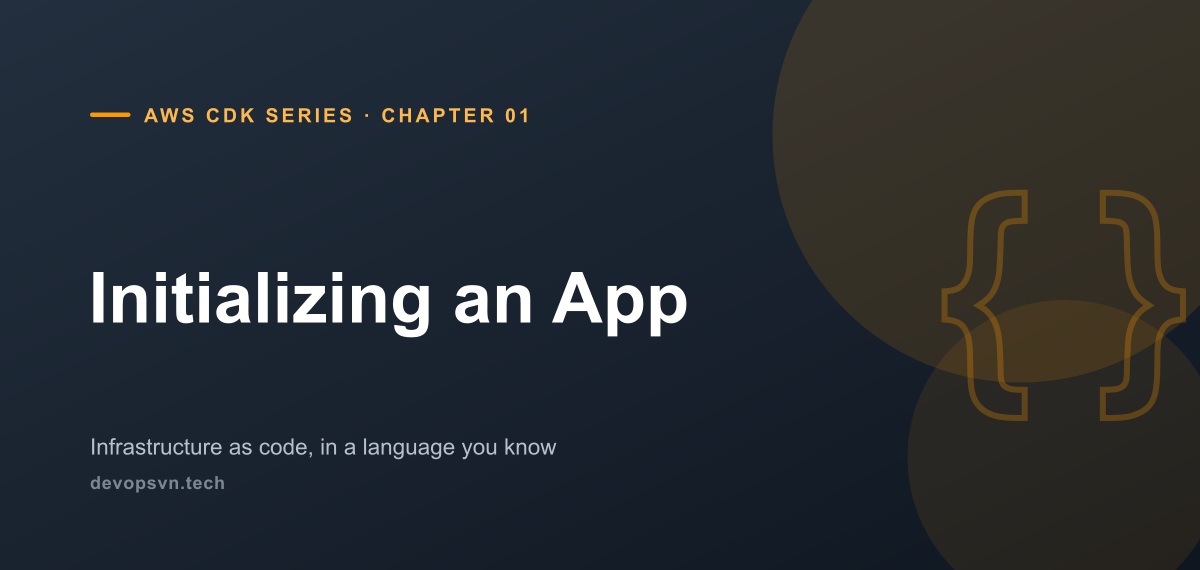 AWS CDK SERIES · CHAPTER 01
Initializing an App
Infrastructure as code, in a language you know
devopsvn.tech
{ }